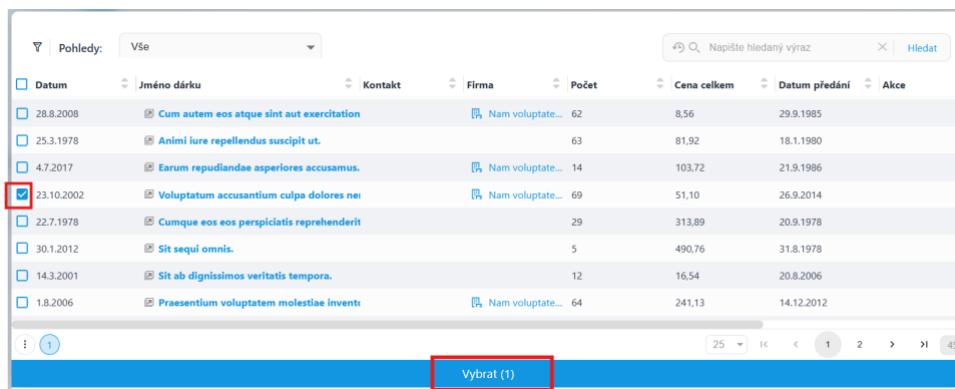 Pohledy: Vše Napište hledaný výraz Hledat
Datum Jméno dárku Kontakt Firma Počet Cena celkem Datum předání Akce
28.8.2008 Cum autem eos atque sint aut exercitation Nam voluptate... 62 8,56 29.9.1985
25.3.1978 Animi iure repellendus suscipit ut. 63 81,92 18.1.1980
4.7.2017 Earum repudiandae asperiores accusamus. Nam voluptate... 14 103,72 21.9.1986
23.10.2002 Voluptatum accusantium culpa dolores Nam voluptate... 69 51,10 26.9.2014
22.7.1978 Cumque eos eos perspiciatis reprehenderit 29 313,89 20.9.1978
30.1.2012 Sit sequi omnis. 5 490,76 31.8.1978
14.3.2001 Sit ab dignissimos veritatis tempora. 12 16,54 20.8.2006
1.8.2006 Praesentium voluptatem molestiae Nam voluptate... 64 241,13 14.12.2012
1 25 1 2
Vybrat (1)